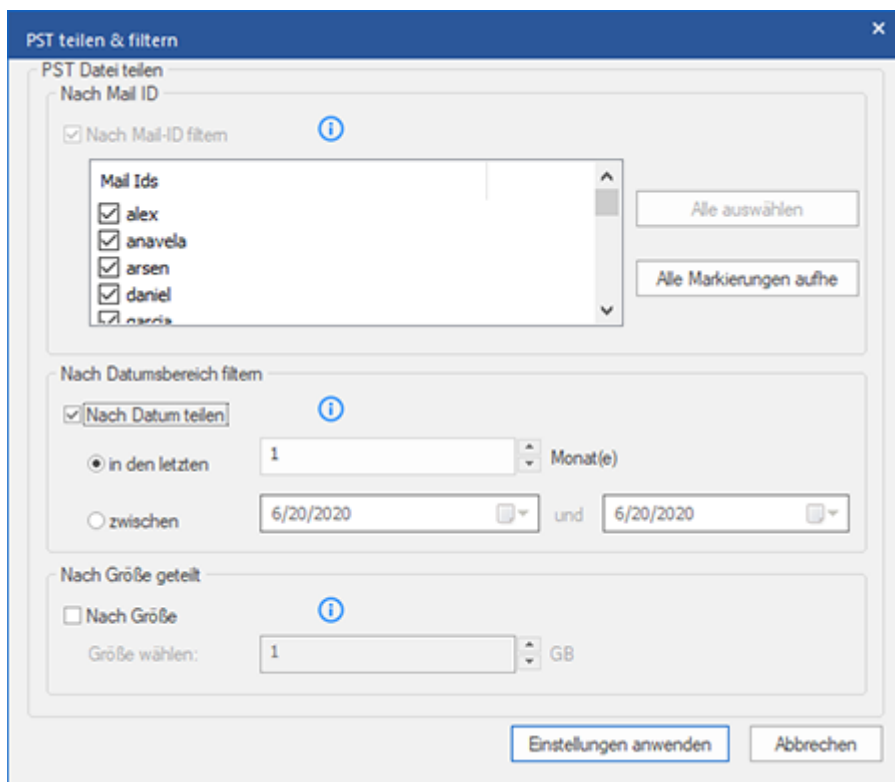 PST teilen & filtern
PST Datei teilen
Nach Mail ID
Nach Mail-ID filtern
Mail Ids
alex
anavela
arsen
daniel
garcia
Alle auswählen
Alle Markierungen aufhe
Nach Datumsbereich filtern
Nach Datum teilen
in den letzten 1 Monat(e)
zwischen 6/20/2020 und 6/20/2020
Nach Größe geteilt
Nach Größe
Größe wählen: 1 GB
Einstellungen anwenden Abbrechen